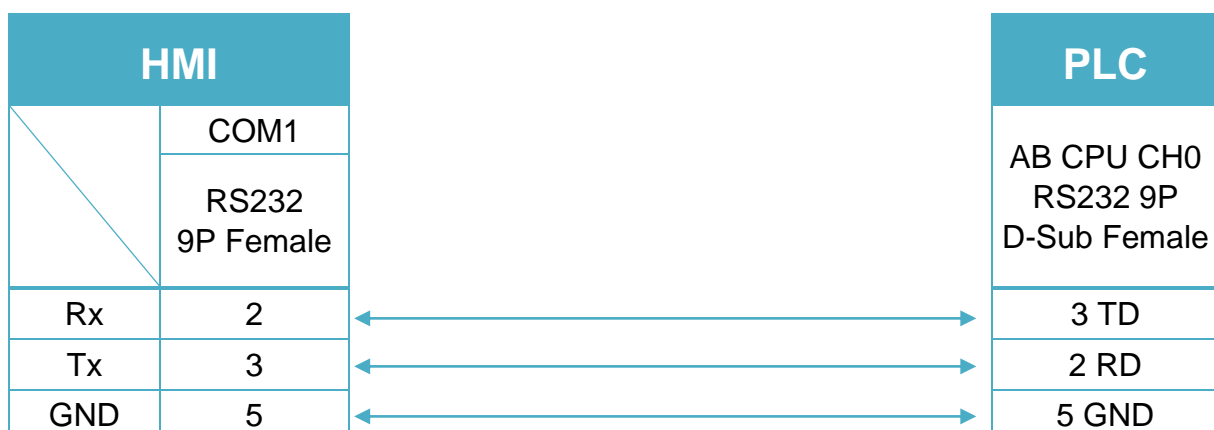 HMI
PLC
COM1
RS232
9P Female
AB CPU CH0
RS232 9P
D-Sub Female
Rx 2 3 TD
Tx 3 2 RD
GND 5 5 GND